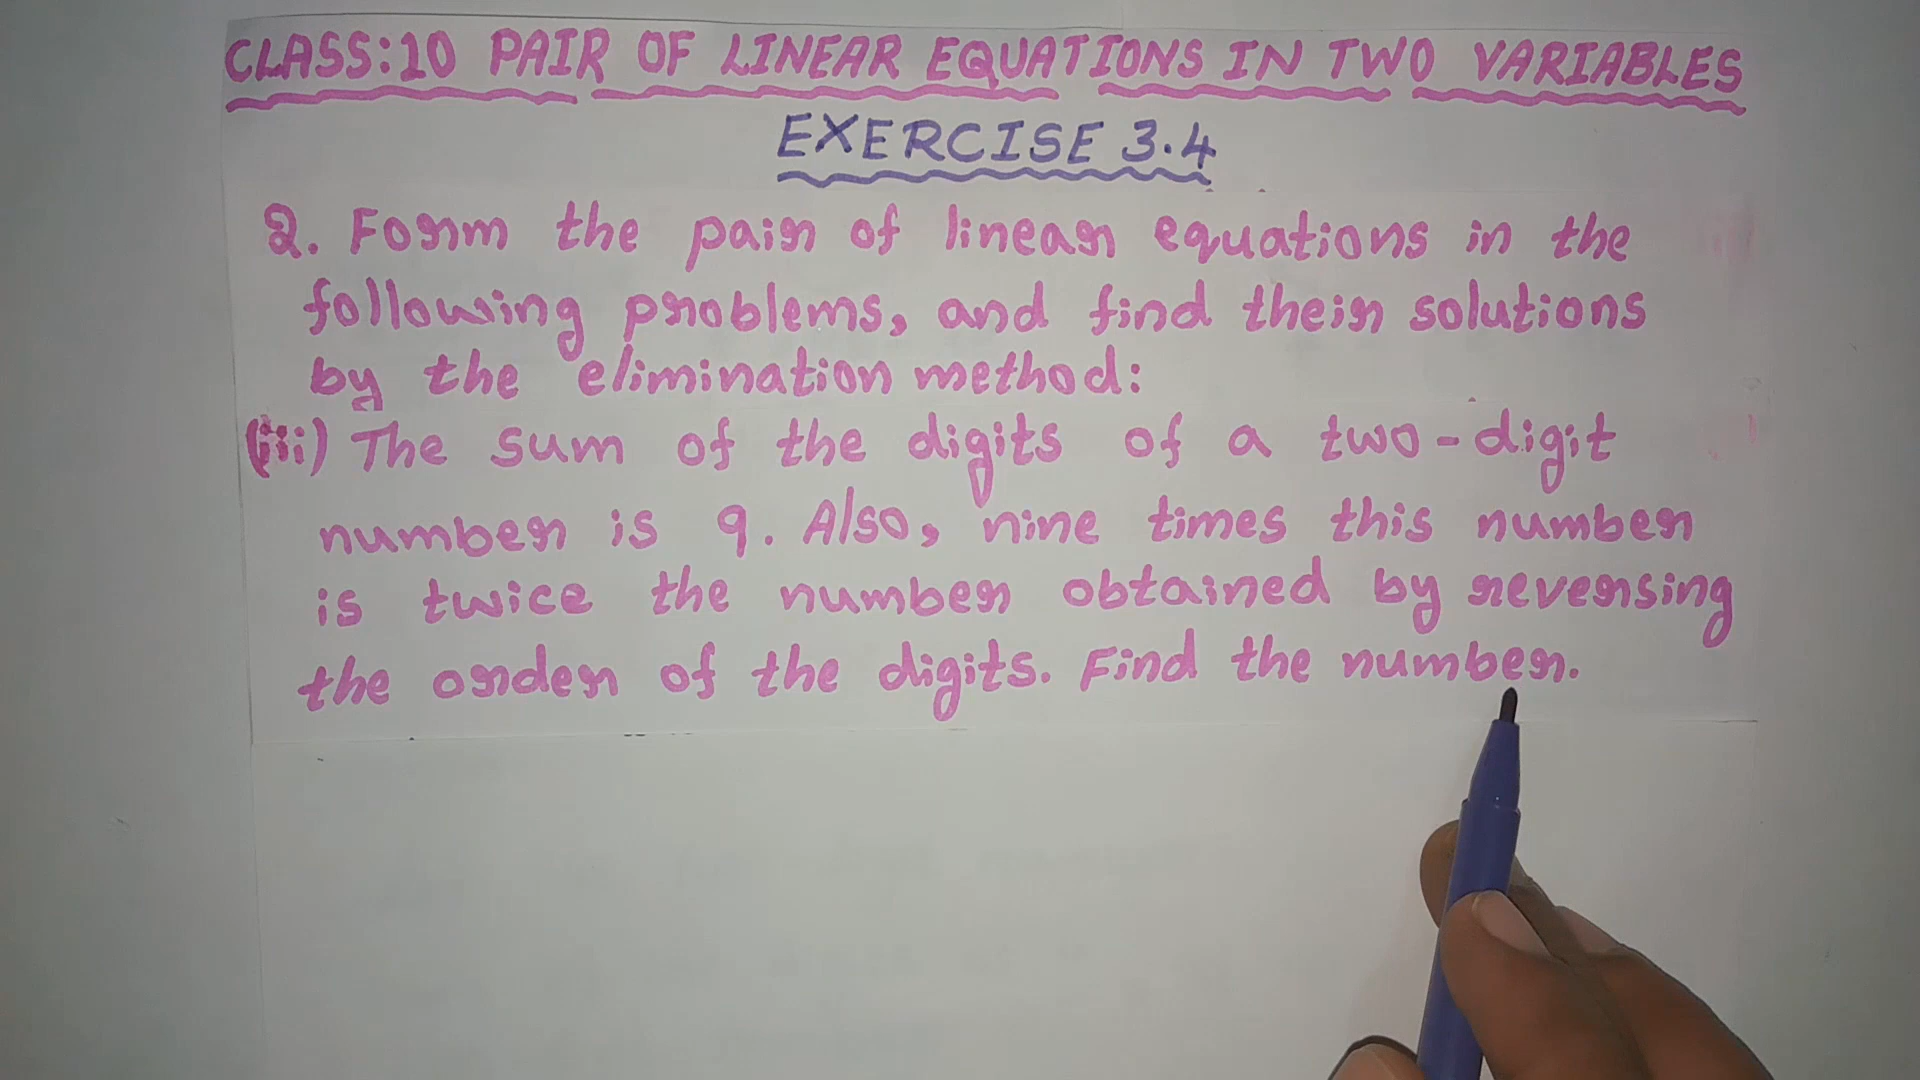 CLASS:10 PAIR OF LINEAR EQUATIONS IN TWO VARIABLES
EXERCISE 3.4
2. Form the pair of linear equations in the
following problems, and find their solutions
by the elimination method:
(iii) The sum of the digits of a two-digit
number is 9. Also, nine times this number
is twice the number obtained by reversing
the order of the digits. Find the number.